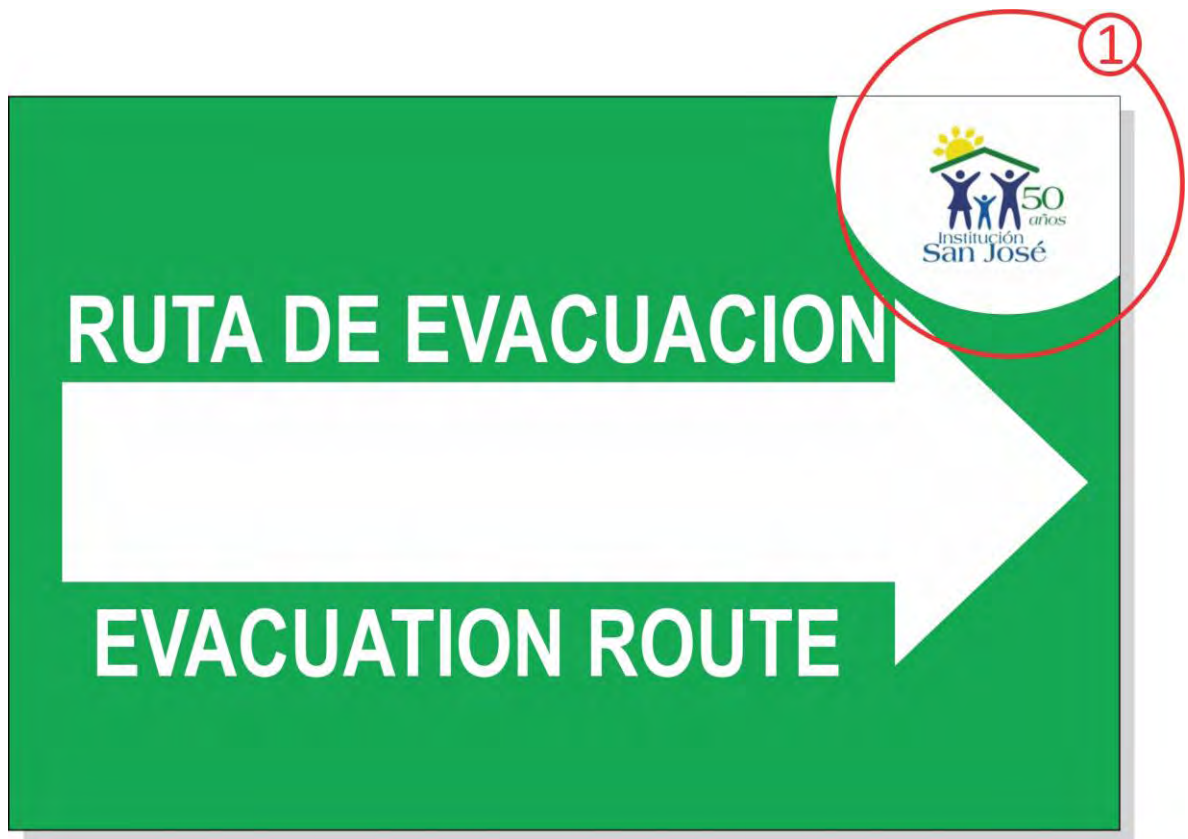 1
50
años
Institución
San José
RUTA DE EVACUACION
EVACUATION ROUTE